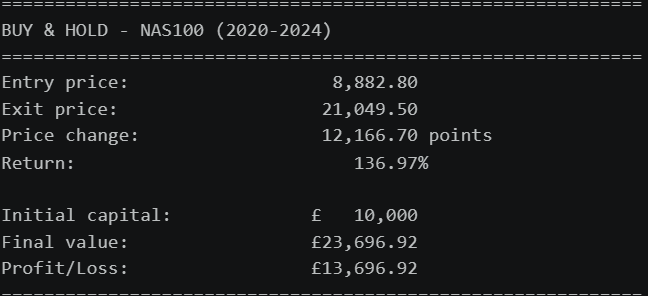 ============================================================
BUY & HOLD - NAS100 (2020-2024)
============================================================
Entry price:                   8,882.80
Exit price:                   21,049.50
Price change:                 12,166.70 points
Return:                          136.97%

Initial capital:             £   10,000
Final value:                 £23,696.92
Profit/Loss:                 £13,696.92
============================================================